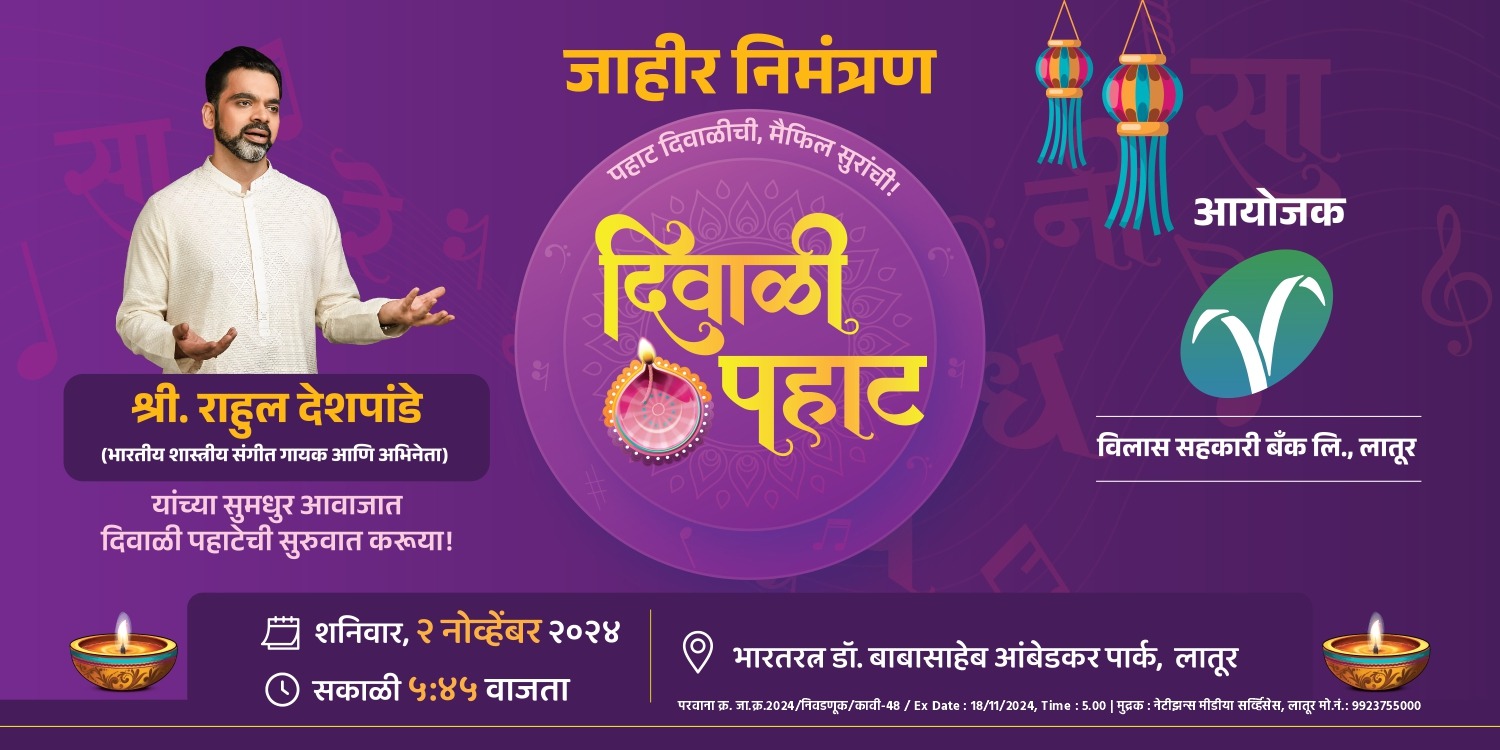 जाहीर निमंत्रण
पहाट दिवाळीची, मैफिल सुरांची!
दिवाळी
पहाट
श्री. राहुल देशपांडे
(भारतीय शास्त्रीय संगीत गायक आणि अभिनेता)
यांच्या सुमधुर आवाजात
दिवाळी पहाटेची सुरुवात करूया!
आयोजक
विलास सहकारी बँक लि., लातूर
शनिवार, २ नोव्हेंबर २०२४
सकाळी ५:४५ वाजता
भारतरत्न डॉ. बाबासाहेब आंबेडकर पार्क, लातूर
परवाना क्र. जा.क्र.2024/निवडणूक/कावी-48 / Ex Date : 18/11/2024, Time : 5.00 | मुद्रक : नेटीझन्स मीडीया सर्व्हिसेस, लातूर मो.नं.: 9923755000
सा
रे
सा
नी
ध
प